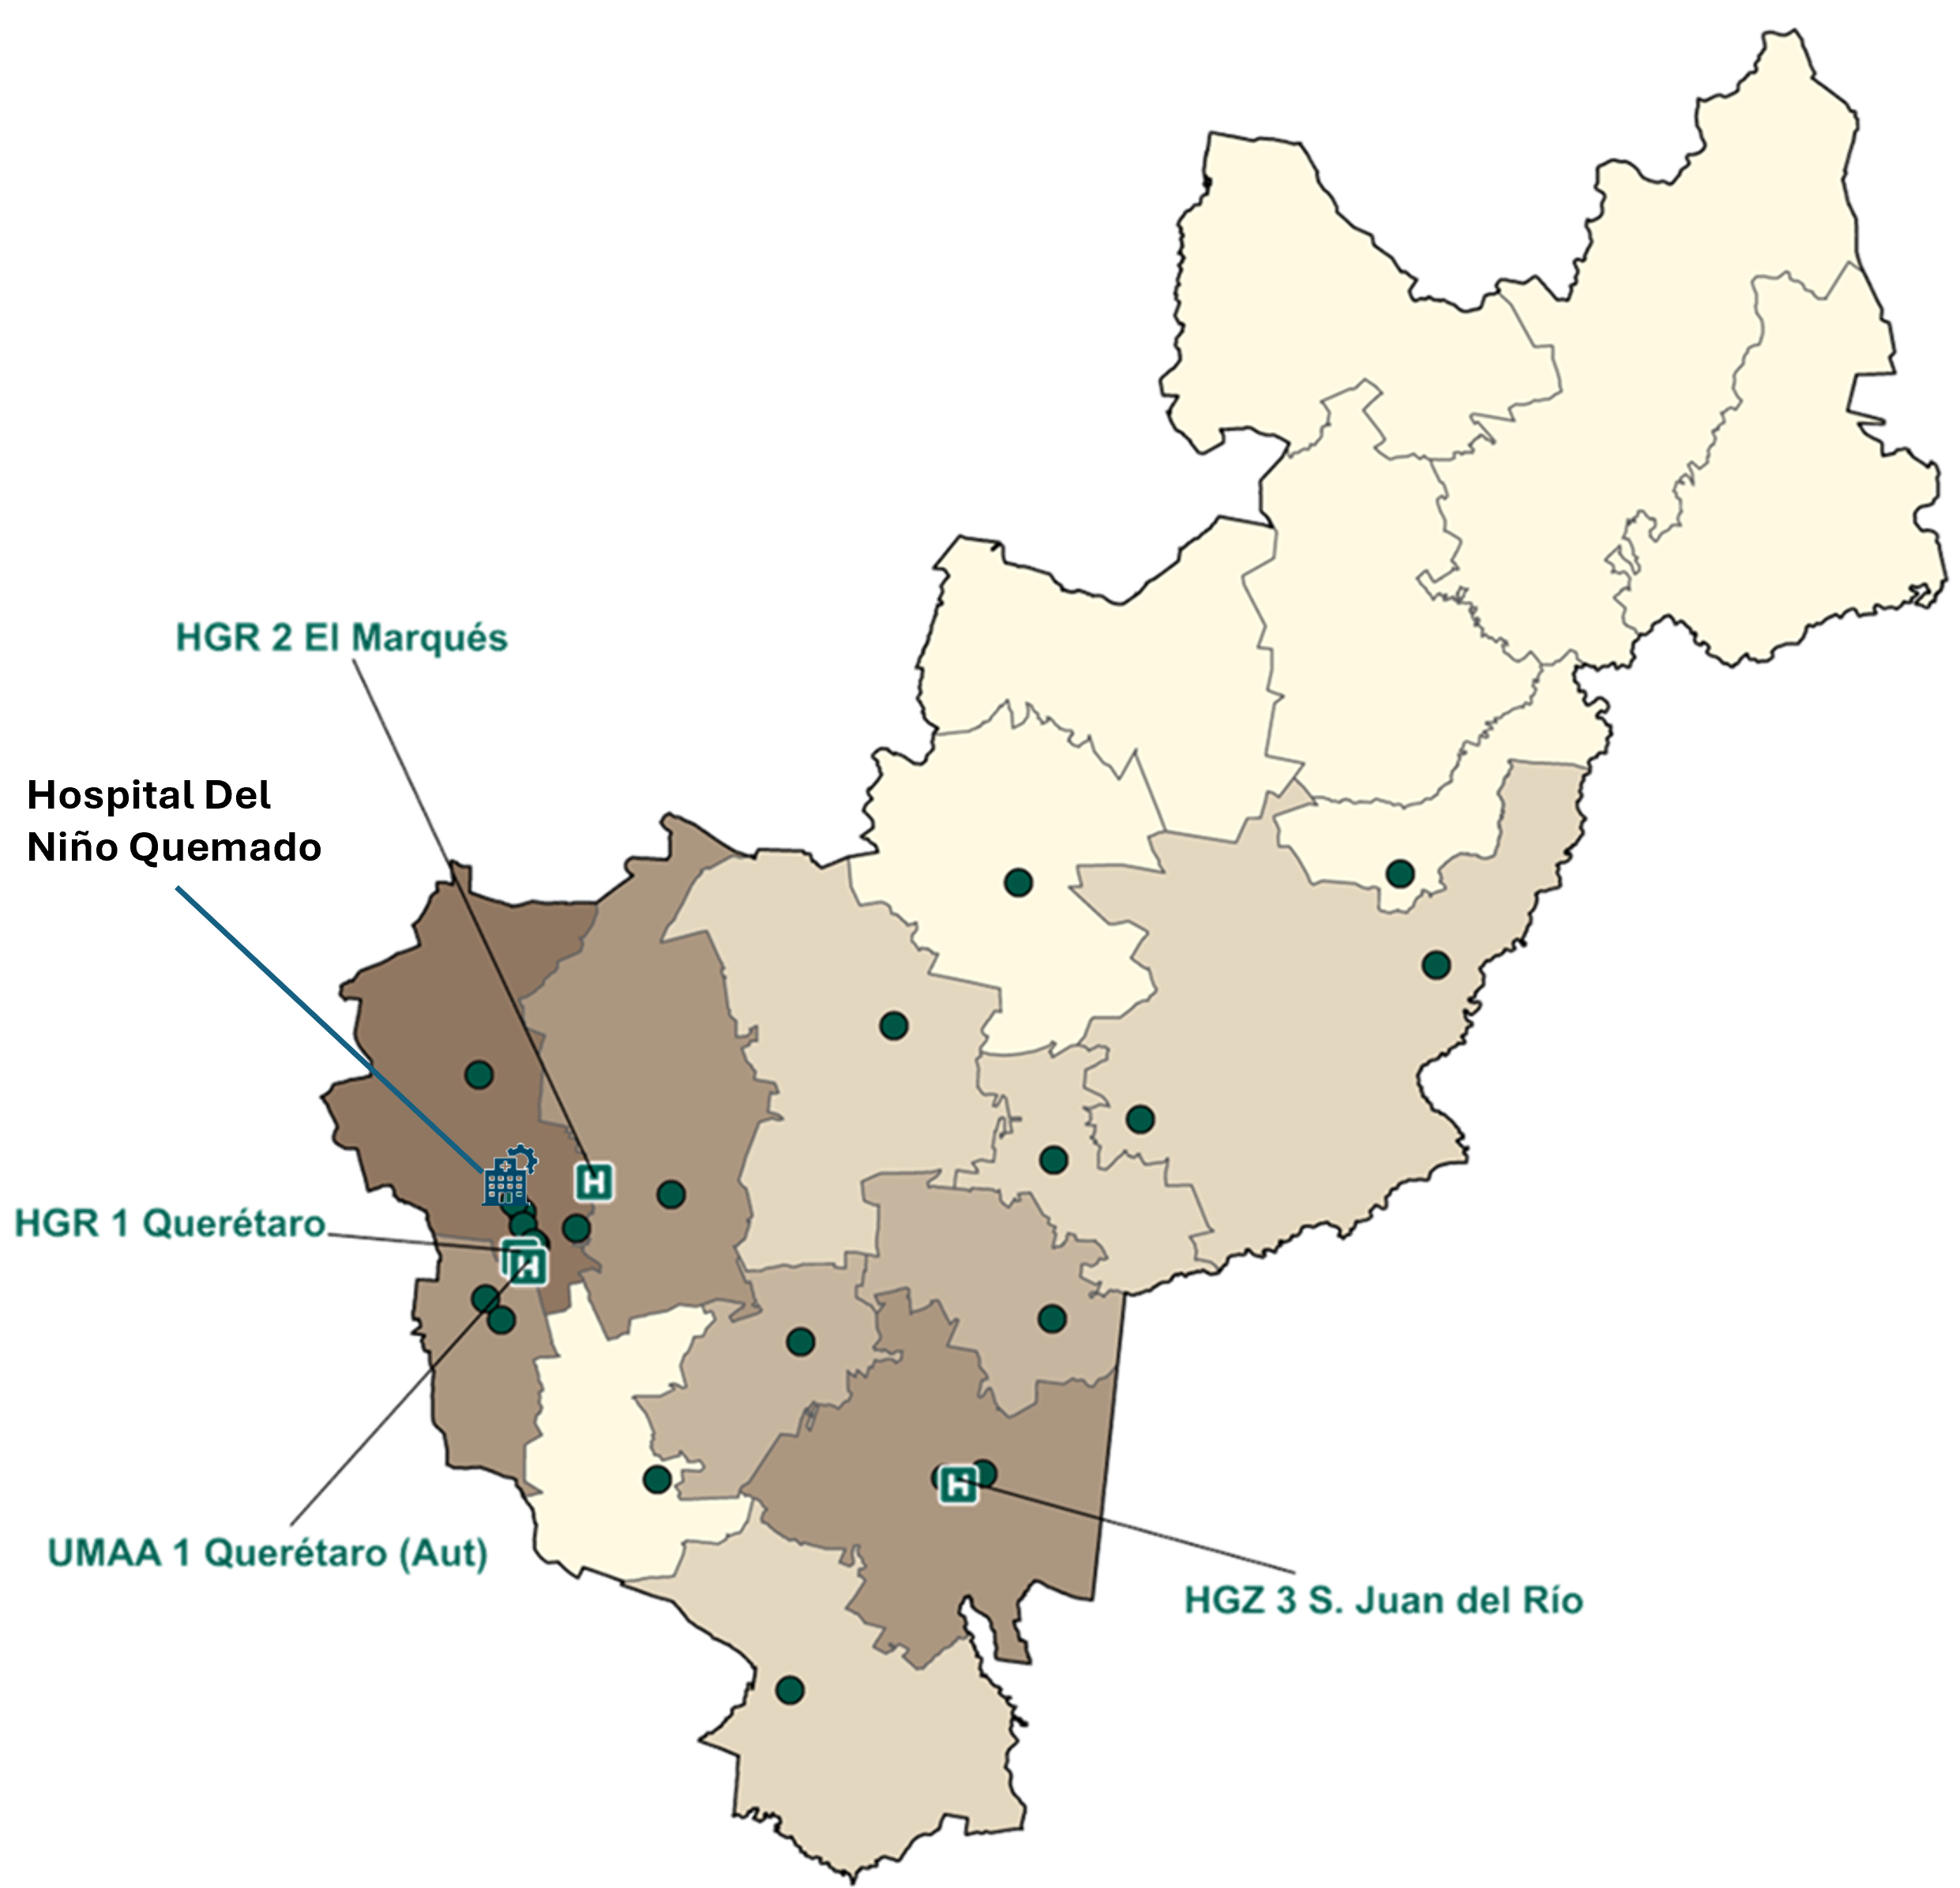 HGR 2 El Marqués
Hospital Del
Niño Quemado
HGR 1 Querétaro
UMAA 1 Querétaro (Aut)
HGZ 3 S. Juan del Río
H
H
H